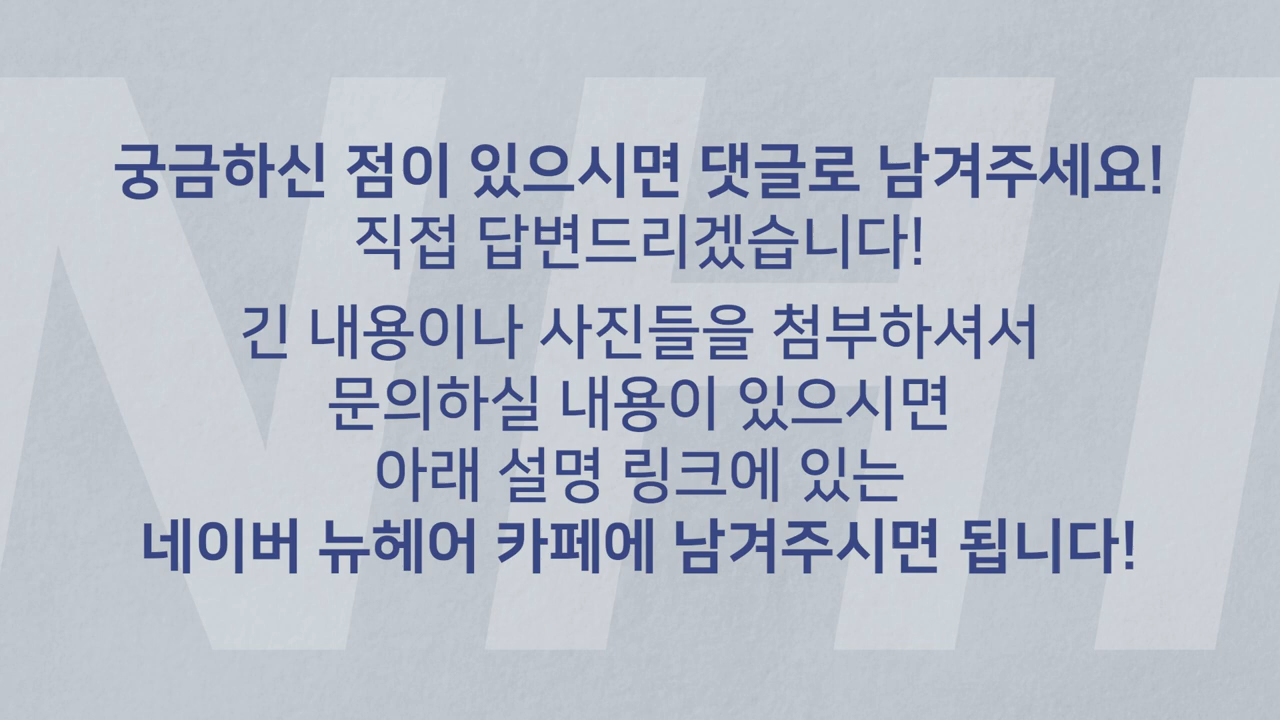 궁금하신 점이 있으시면 댓글로 남겨주세요!
직접 답변드리겠습니다!
긴 내용이나 사진들을 첨부하셔서
문의하실 내용이 있으시면
아래 설명 링크에 있는
네이버 뉴헤어 카페에 남겨주시면 됩니다!